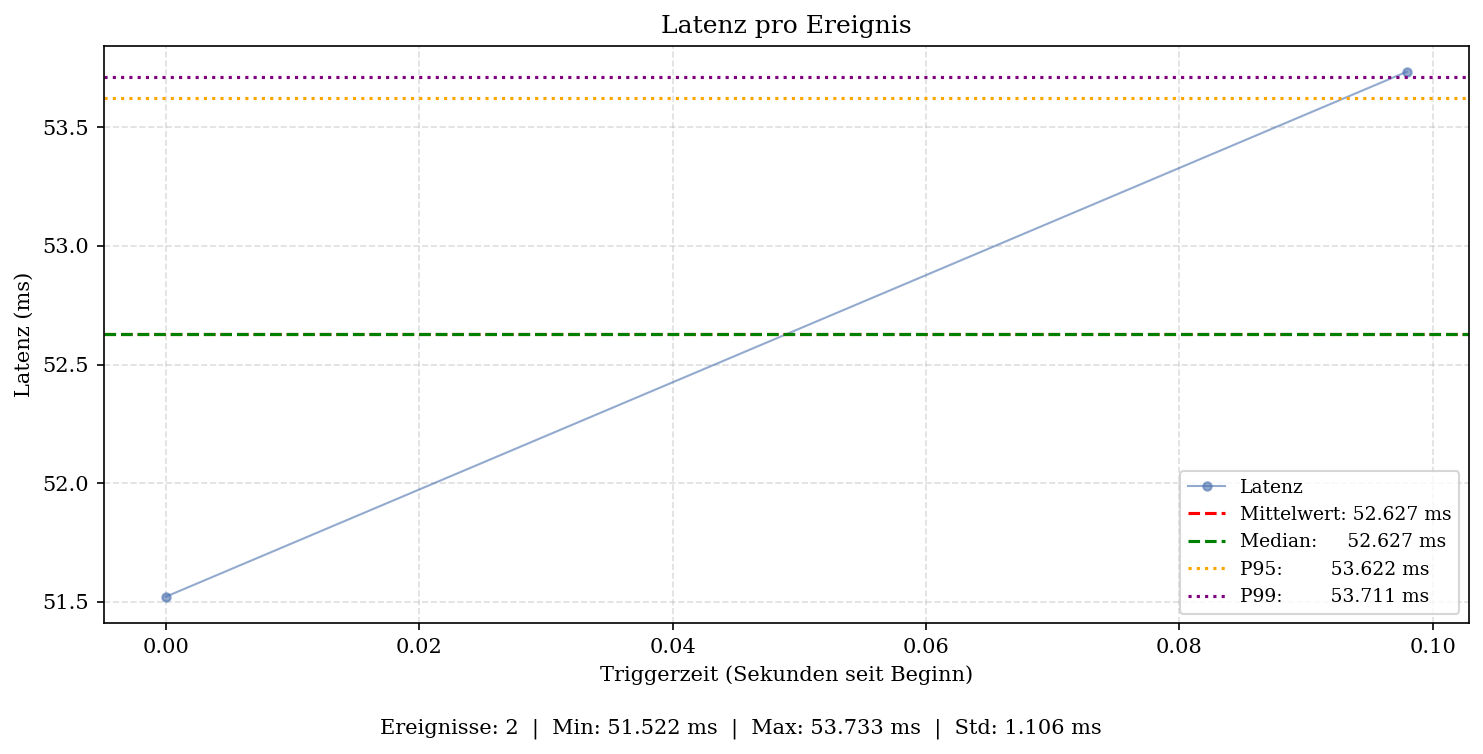 Latenz pro Ereignis
Latenz (ms)
53.5
53.0
52.5
52.0
51.5
Latenz
Mittelwert: 52.627 ms
Median: 52.627 ms
P95: 53.622 ms
P99: 53.711 ms
0.00 0.02 0.04 0.06 0.08 0.10
Triggerzeit (Sekunden seit Beginn)
Ereignisse: 2 | Min: 51.522 ms | Max: 53.733 ms | Std: 1.106 ms